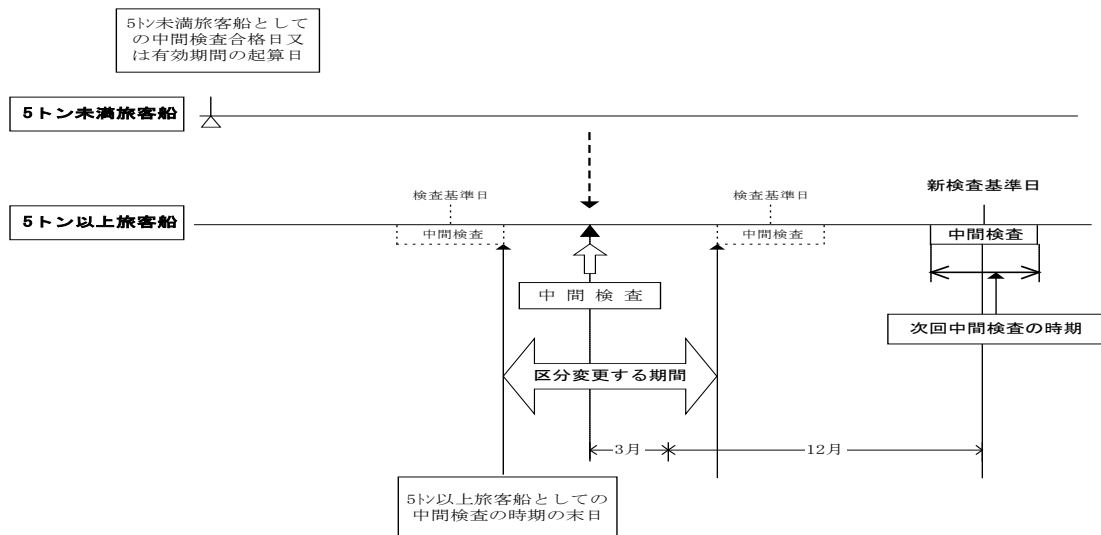 5㌧未満旅客船として
の中間検査合格日又
は有効期間の起算日
5トン未満旅客船
検査基準日
検査基準日
新検査基準日
5トン以上旅客船
中間検査
中間検査
中間検査
中間検査
次回中間検査の時期
区分変更する期間
3月
12月
5㌧以上旅客船としての
中間検査の時期の末日